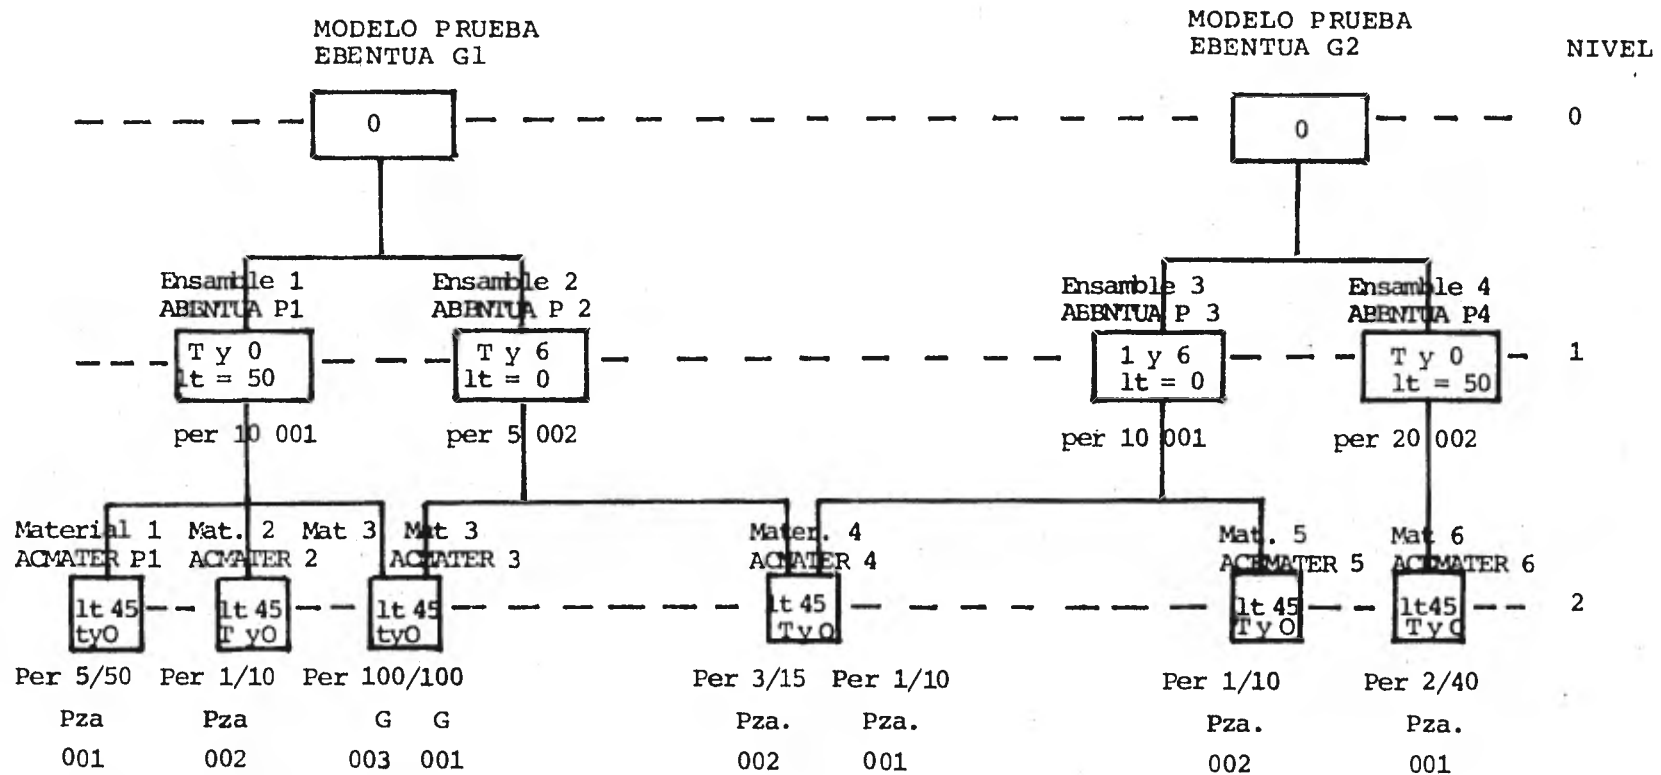 MODELO PRUEBA
EBENTUA G1
MODELO PRUEBA
EBENTUA G2
NIVEL
0
0
0
Ensamble 1
ABENTUA P1
Ensamble 2
ABENTUA P 2
Ensamble 3
ABENTUA P 3
Ensamble 4
ABENTUA P4
T y 0
lt = 50
T y 6
lt = 0
1 y 6
lt = 0
T y 0
lt = 50
1
per 10 001
per 5 002
per 10 001
per 20 002
Material 1
ACMATER P1
Mat. 2
ACMATER 2
Mat 3
Mat 3
ACMATER 3
Mater. 4
ACMATER 4
Mat. 5
ACEMATER 5
Mat 6
ACEMATER 6
lt 45
tyO
lt 45
T yO
lt 45
tyO
lt 45
T y O
lt 45
T y O
lt45
T y O
2
Per 5/50
Per 1/10
Per 100/100
Per 3/15
Per 1/10
Per 1/10
Per 2/40
Pza
Pza
G
G
Pza.
Pza.
Pza.
Pza.
001
002
003
001
002
001
002
001